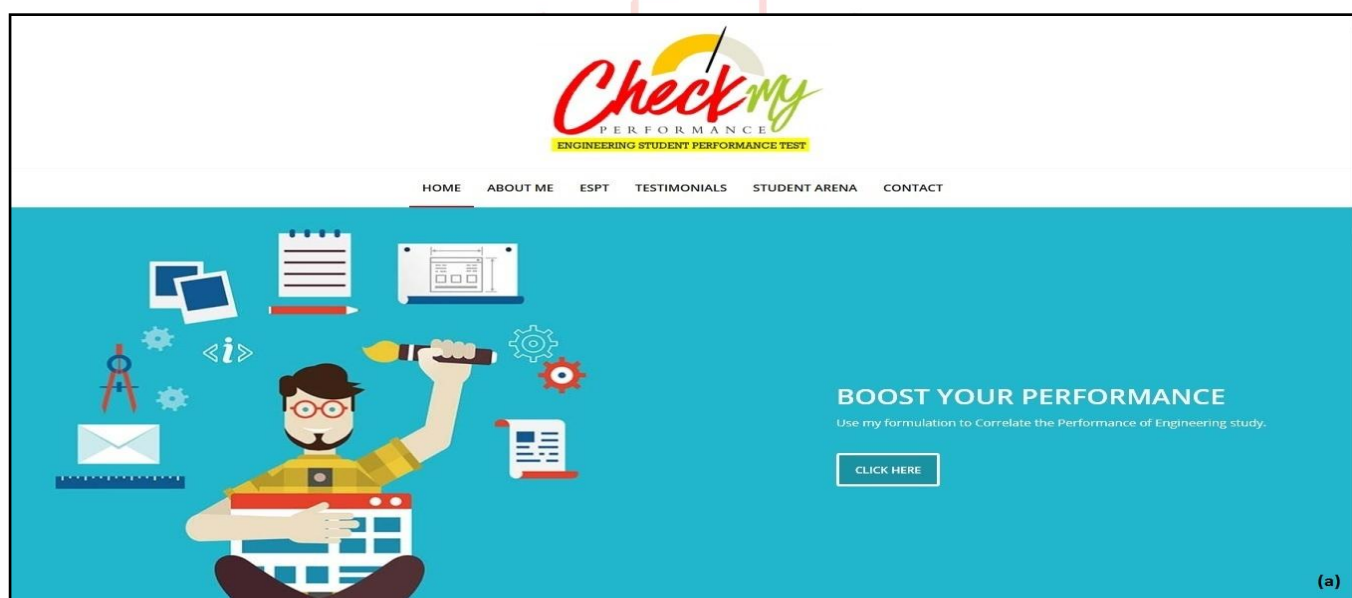 Check my
PERFORMANCE
ENGINEERING STUDENT PERFORMANCE TEST
HOME ABOUT ME ESPT TESTIMONIALS STUDENT ARENA CONTACT
<i>
BOOST YOUR PERFORMANCE
Use my formulation to Correlate the Performance of Engineering study.
CLICK HERE
(a)